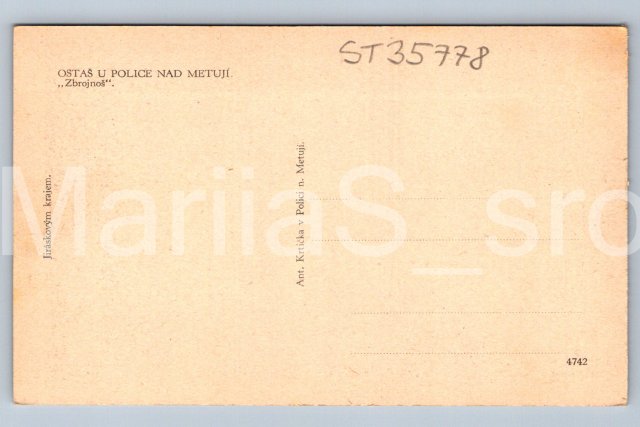 ST35778
OSTAŠ U POLICE NAD METUJÍ.
„Zbrojnoš“.
Jiráskovým krajem.
Ant. Krtička v Polici n. Metují.
MariiaS_sro
4742